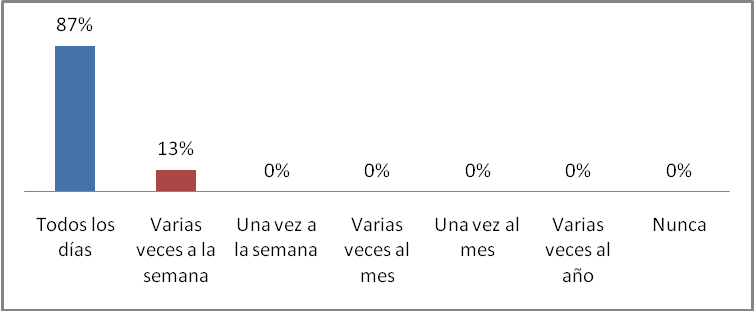 87%
13%
0%
0%
0%
0%
0%
Todos los
días
Varias
veces a la
semana
Una vez a
la semana
Varias
veces al
mes
Una vez al
mes
Varias
veces al
año
Nunca